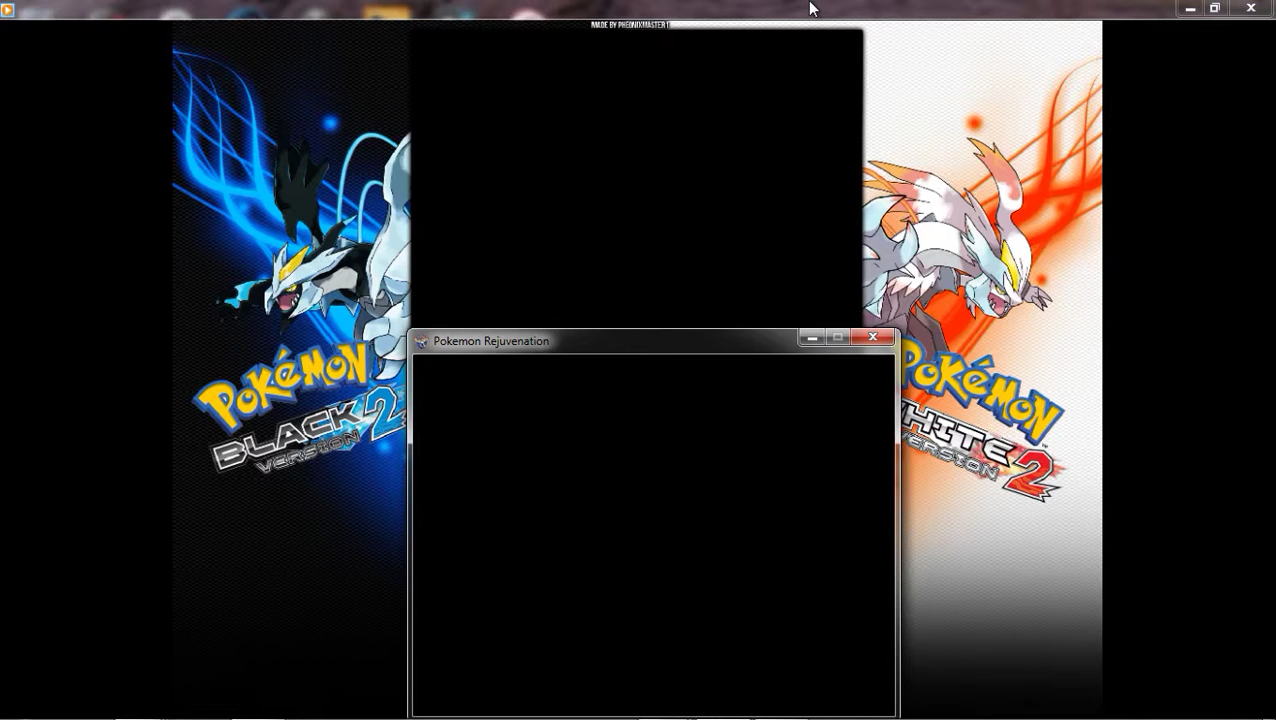 MADE BY PHEONIXMASTER1
Pokemon Rejuvenation
POKéMON
BLACK 2
VERSION
POKéMON
WHITE 2
VERSION